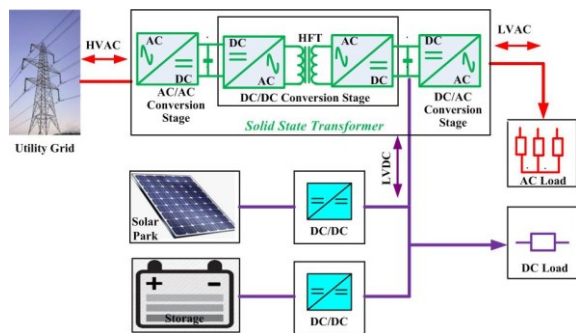 HVAC
AC
DC
AC/AC
Conversion
Stage
DC
AC
HFT
AC
DC
DC/DC Conversion Stage
DC
AC
DC/AC
Conversion
Stage
Solid State Transformer
LVAC
Utility Grid
LVDC
AC Load
Solar
Park
DC/DC
DC Load
Storage
DC/DC